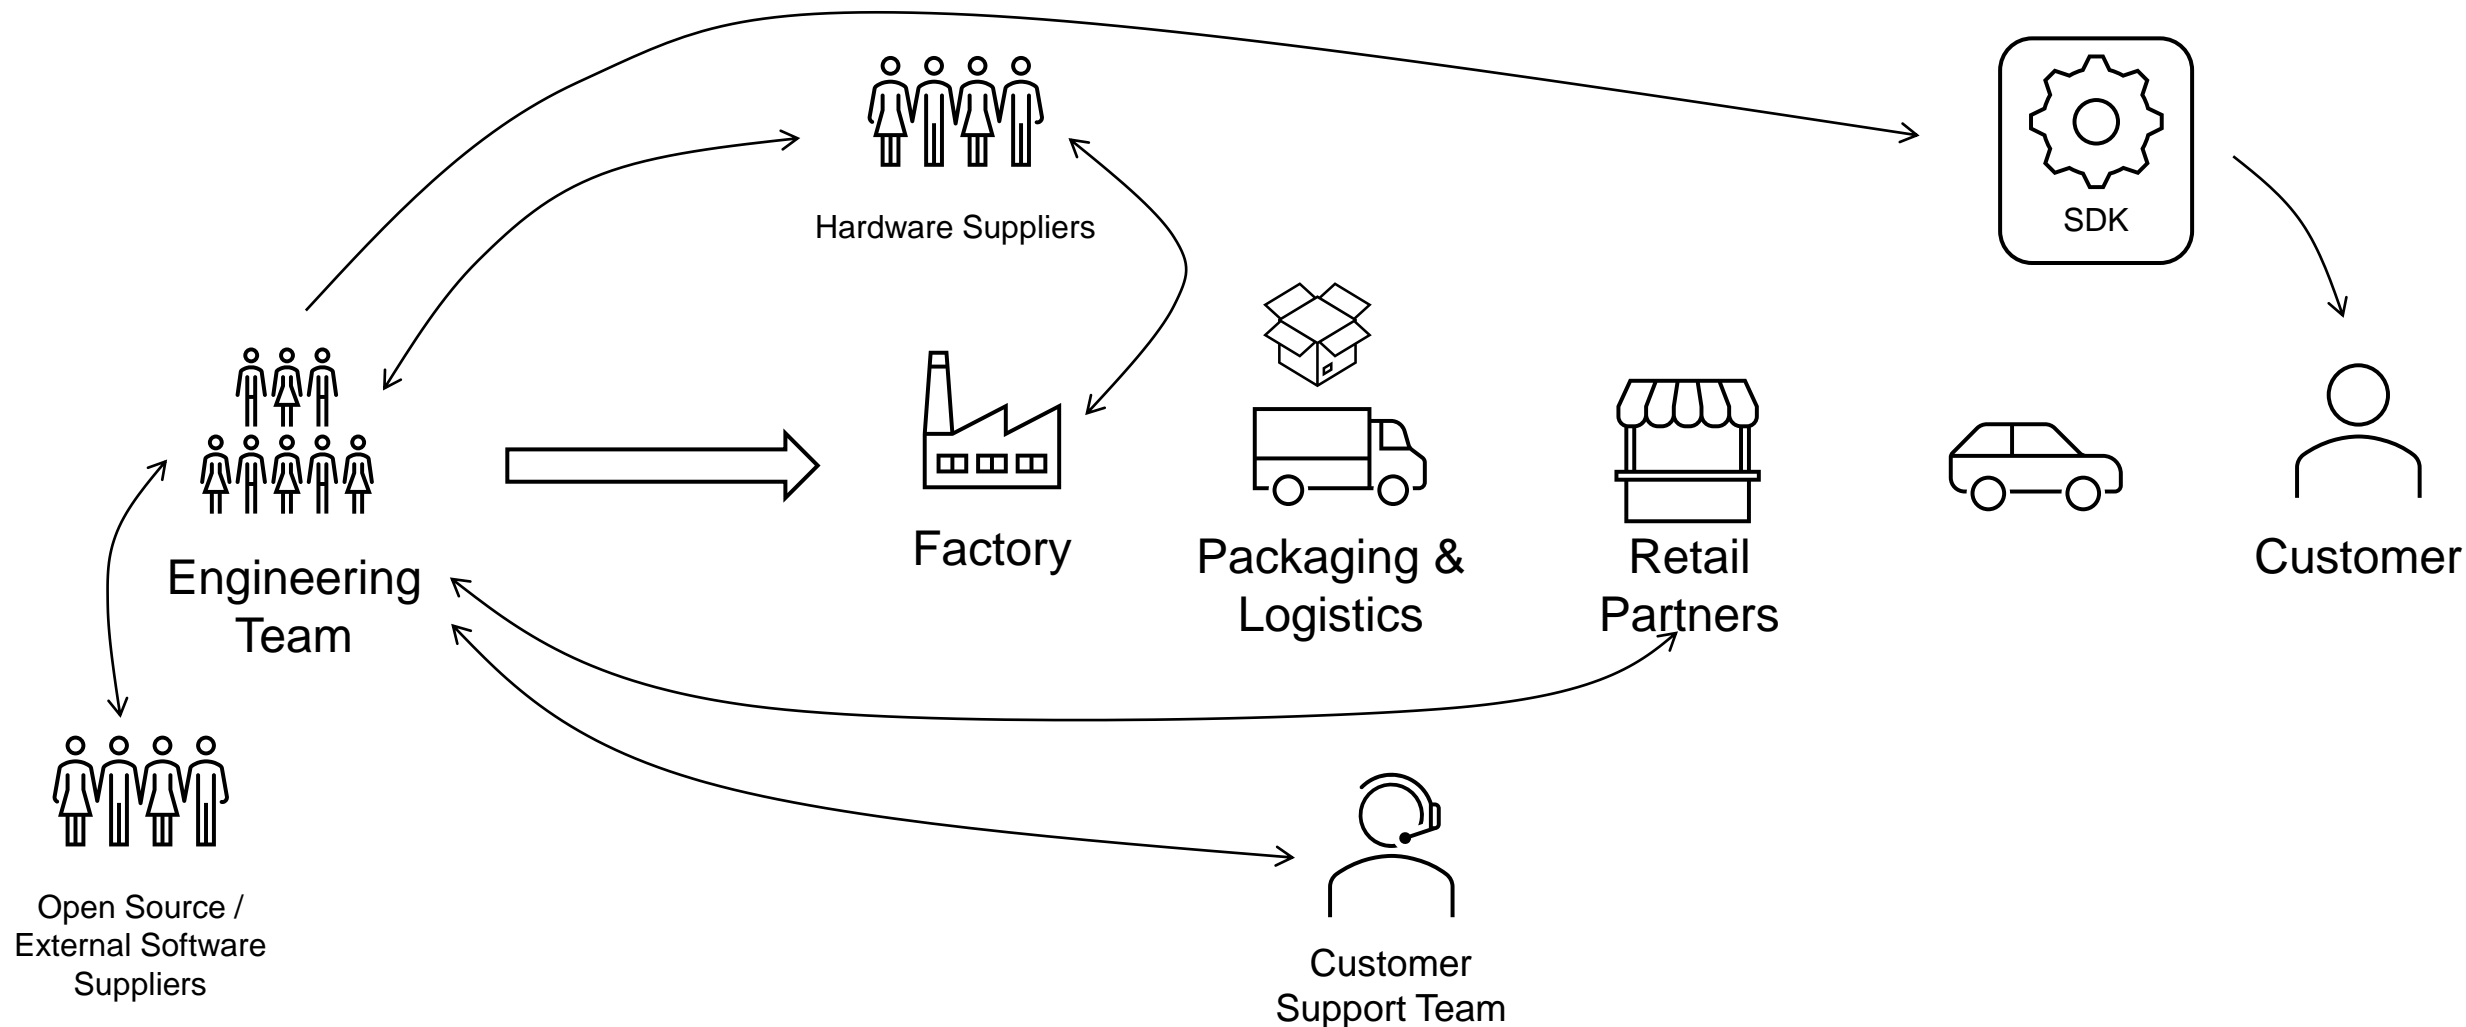 Hardware Suppliers
SDK
Engineering
Team
Factory
Packaging &
Logistics
Retail
Partners
Customer
Open Source /
External Software
Suppliers
Customer
Support Team